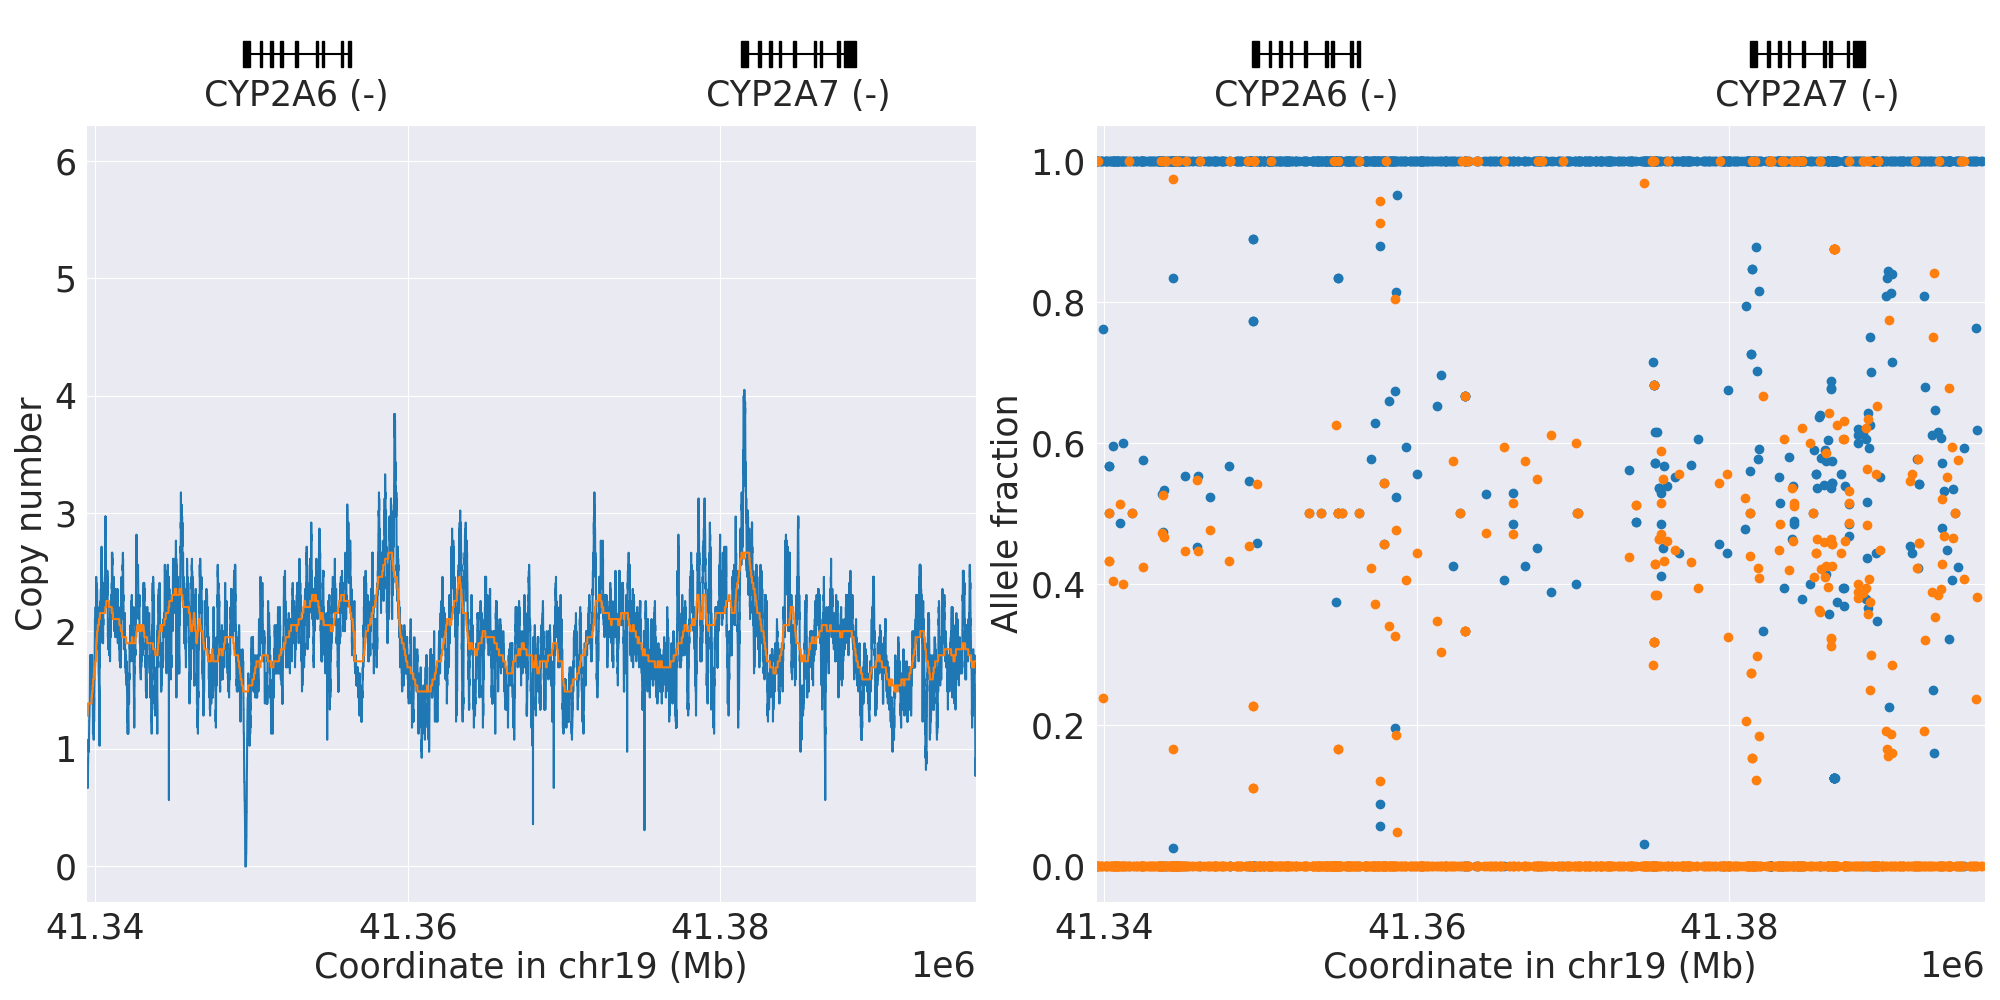 CYP2A6 (-)
CYP2A7 (-)
6
5
4
3
2
1
0
Copy number
41.34
41.36
41.38
Coordinate in chr19 (Mb)
1e6
CYP2A6 (-)
CYP2A7 (-)
1.0
0.8
0.6
0.4
0.2
0.0
Allele fraction
41.34
41.36
41.38
Coordinate in chr19 (Mb)
1e6